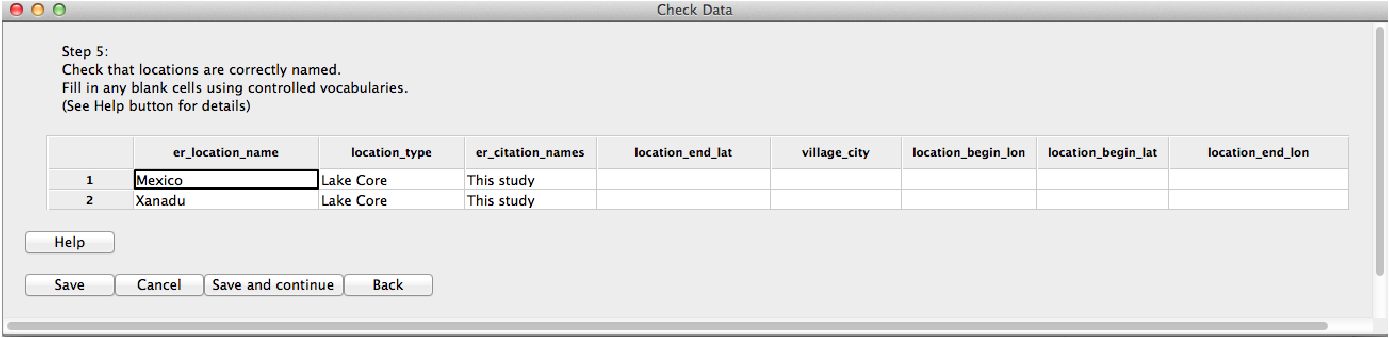 Check Data
Step 5:
Check that locations are correctly named.
Fill in any blank cells using controlled vocabularies.
(See Help button for details)
er_location_name location_type er_citation_names location_end_lat village_city location_begin_lon location_begin_lat location_end_lon
1 Mexico Lake Core This study
2 Xanadu Lake Core This study
Help
Save Cancel Save and continue Back